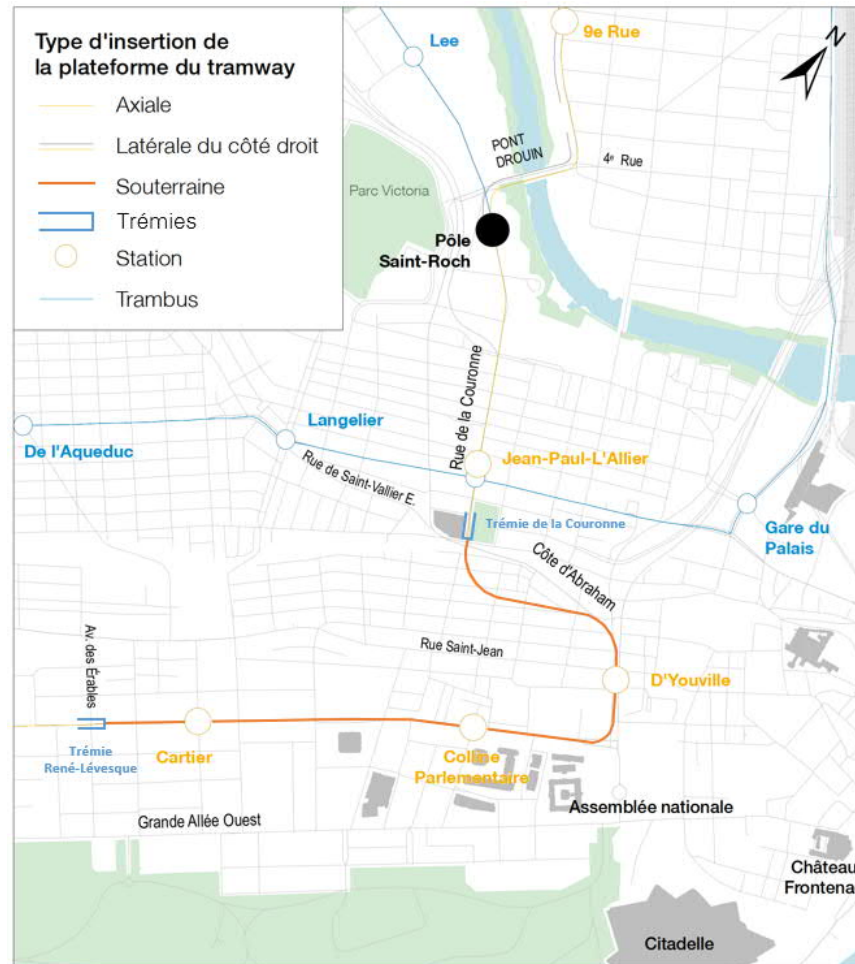 Type d'insertion de
la plateforme du tramway
Axiale
Latérale du côté droit
Souterraine
Trémies
Station
Trambus
Lee
9e Rue
N
PONT
DROUIN
4e Rue
Parc Victoria
Pôle
Saint-Roch
Rue de la Couronne
Langelier
De l'Aqueduc
Rue de Saint-Vallier E.
Jean-Paul-L'Allier
Trémie de la Couronne
Gare du
Palais
Côte d'Abraham
Av. des Érables
Rue Saint-Jean
D'Youville
Trémie
René-Lévesque
Cartier
Colline
Parlementaire
Assemblée nationale
Grande Allée Ouest
Château
Frontena
Citadelle